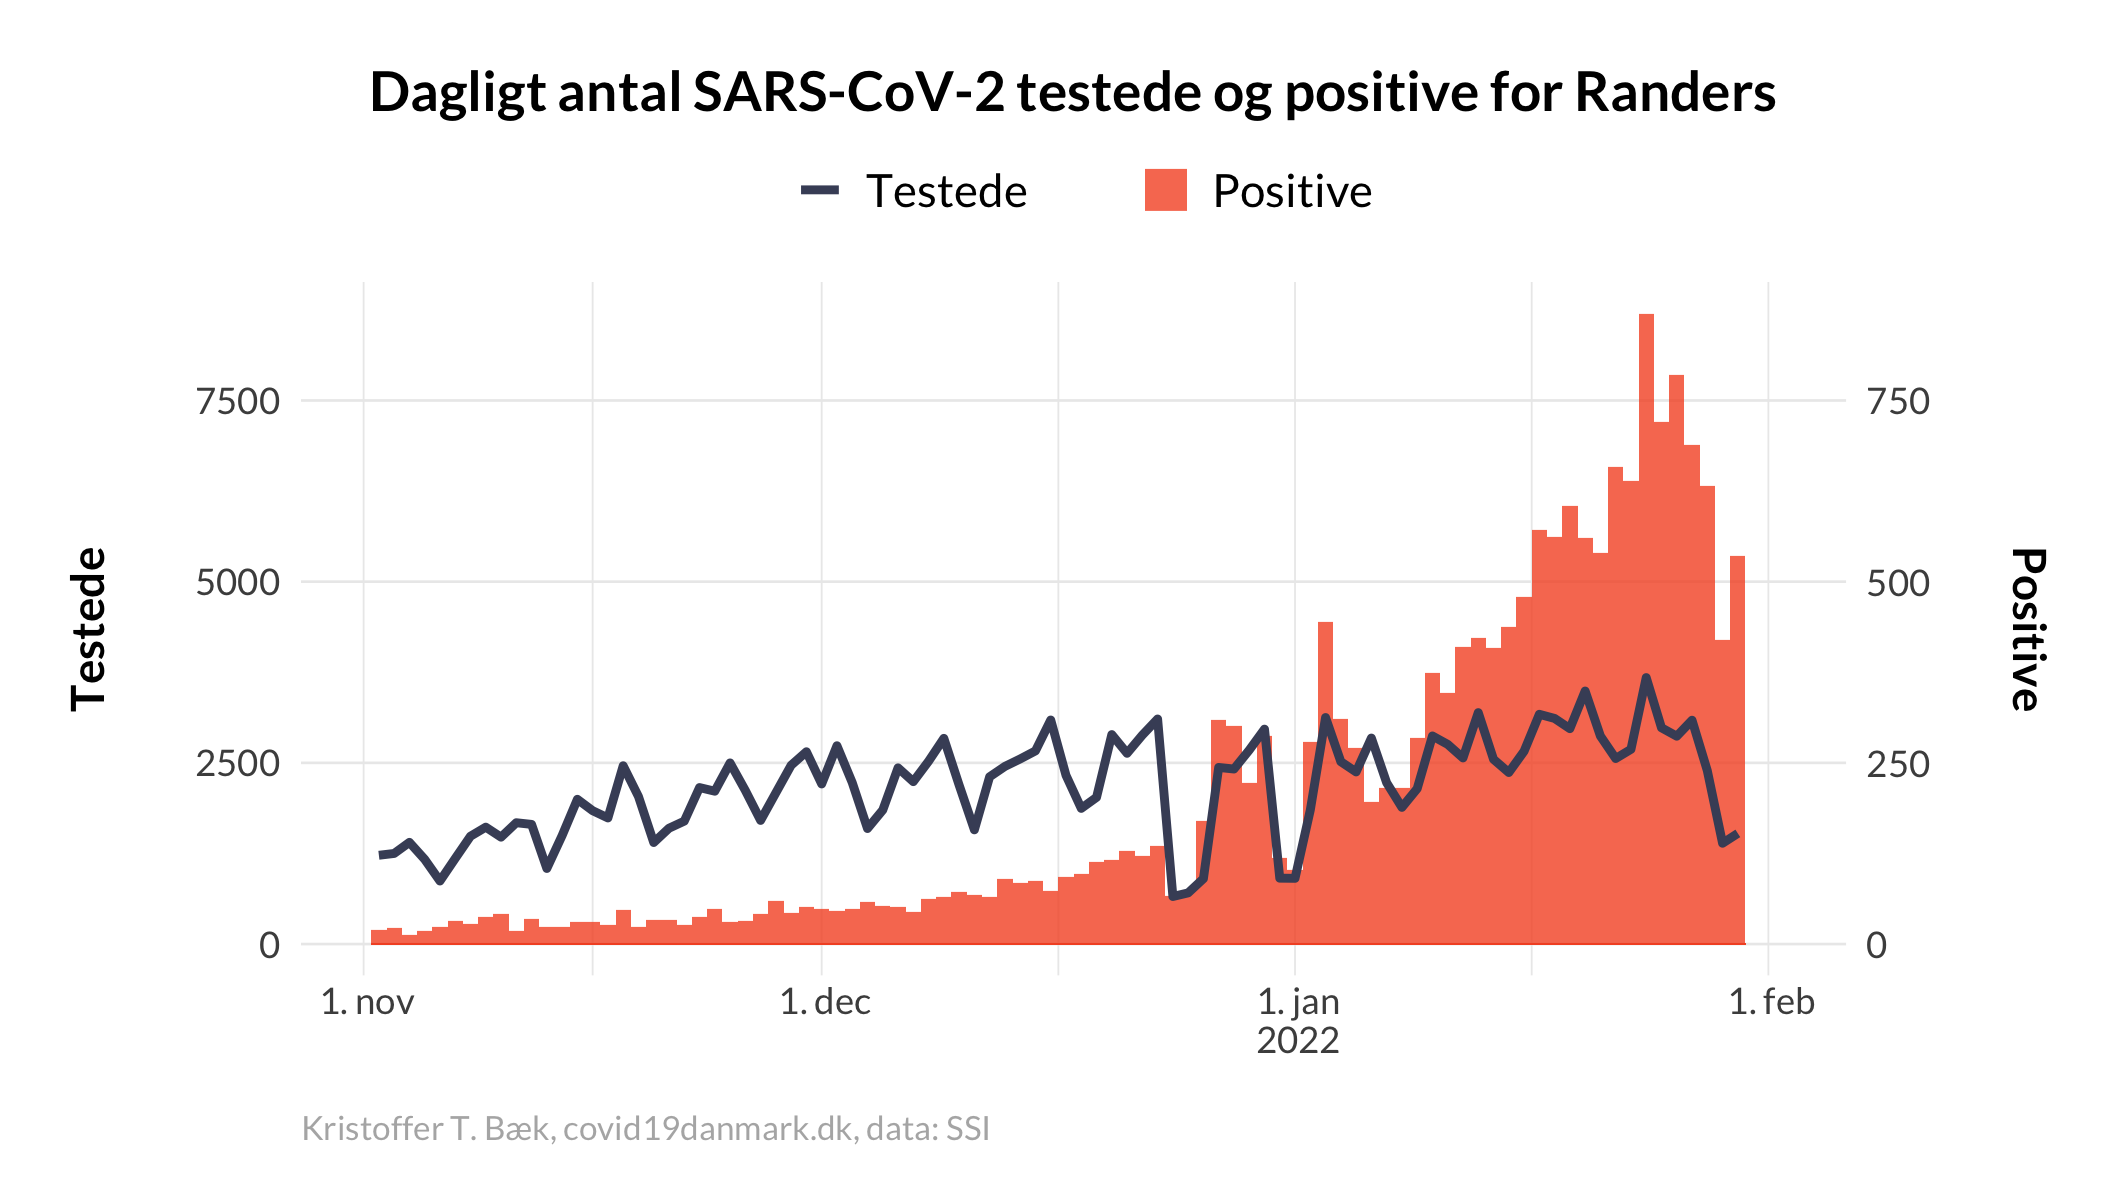 Dagligt antal SARS-CoV-2 testede og positive for Randers
Testede
Positive
7500
5000
2500
0
750
500
250
0
Testede
Positive
1. nov
1. dec
1. jan
2022
1. feb
Kristoffer T. Bæk, covid19danmark.dk, data: SSI